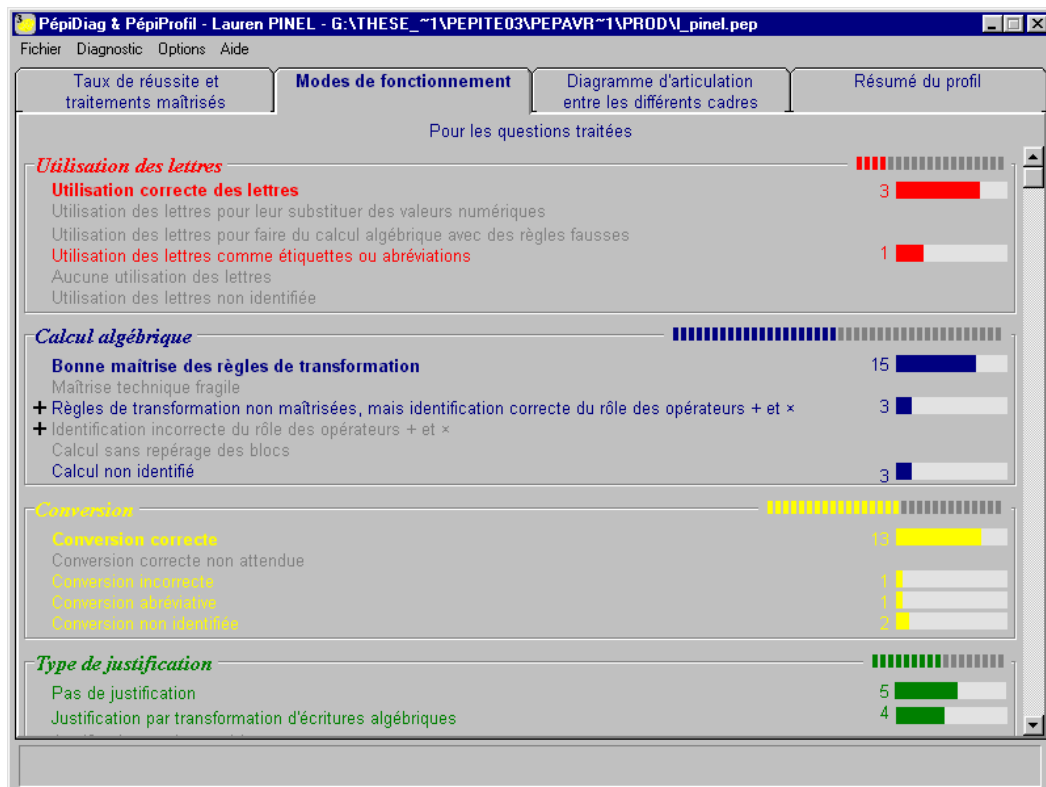 PépiDiag & PépiProfil - Lauren PINEL - G:\THESE_~1\PEPITE03\PEPAVR~1\PROD\l_pinel.pep
Fichier Diagnostic Options Aide
Taux de réussite et
traitements maîtrisés
Modes de fonctionnement
Diagramme d'articulation
entre les différents cadres
Résumé du profil
Pour les questions traitées
Utilisation des lettres
Utilisation correcte des lettres 3
Utilisation des lettres pour leur substituer des valeurs numériques
Utilisation des lettres pour faire du calcul algébrique avec des règles fausses
Utilisation des lettres comme étiquettes ou abréviations 1
Aucune utilisation des lettres
Utilisation des lettres non identifiée
Calcul algébrique
Bonne maîtrise des règles de transformation 15
Maîtrise technique fragile
+ Règles de transformation non maîtrisées, mais identification correcte du rôle des opérateurs + et × 3
+ Identification incorrecte du rôle des opérateurs + et ×
Calcul sans repérage des blocs
Calcul non identifié 3
Conversion
Conversion correcte 13
Conversion correcte non attendue
Conversion incorrecte 1
Conversion abréviative 1
Conversion non identifiée 2
Type de justification
Pas de justification 5
Justification par transformation d'écritures algébriques 4